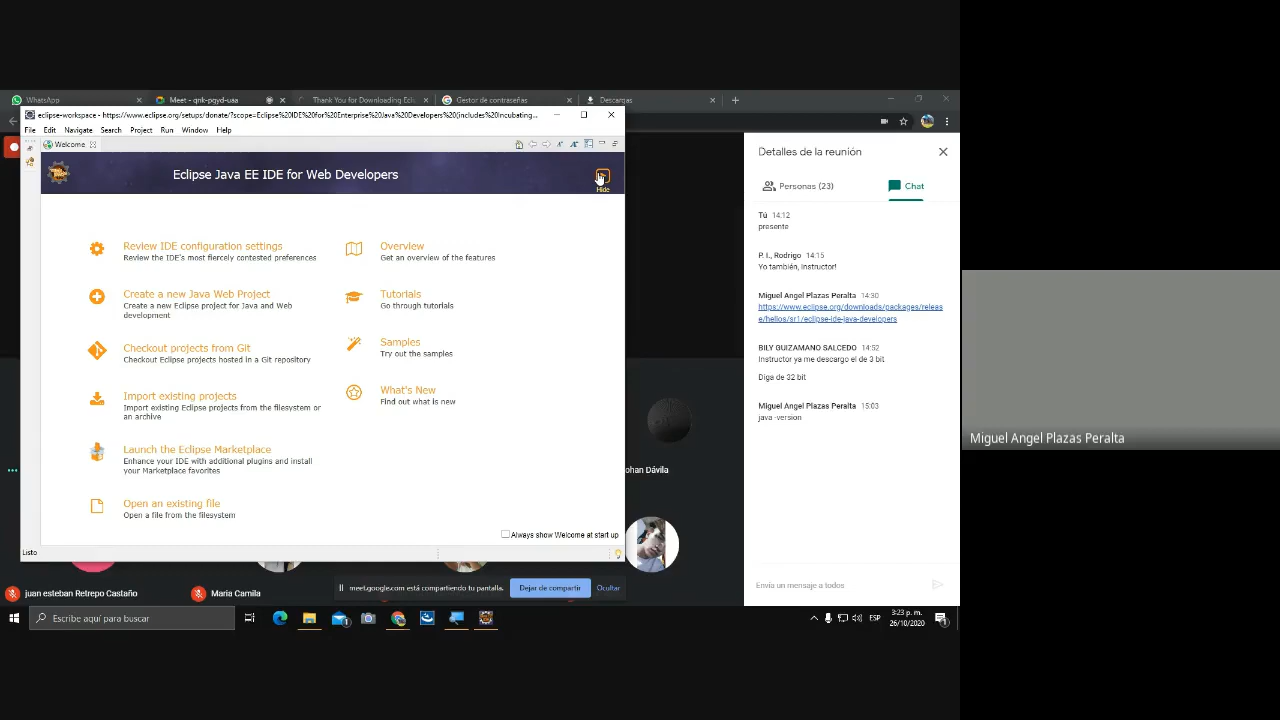 WhatsApp
Meet - qnk-pgyd-uaa
Thank You for Downloading Ecli
Gestor de contraseñas
Descargas
eclipse-workspace - https://www.eclipse.org/setups/donate/?scope=Eclipse%20IDE%20for%20Enterprise%20Java%20Developers%20(includes%20Incubating...
File Edit Navigate Search Project Run Window Help
Welcome
Eclipse Java EE IDE for Web Developers
Hide
Review IDE configuration settings
Review the IDE's most fiercely contested preferences
Create a new Java Web Project
Create a new Eclipse project for Java and Web
development
Checkout projects from Git
Checkout Eclipse projects hosted in a Git repository
Import existing projects
Import existing Eclipse projects from the filesystem or
an archive
Launch the Eclipse Marketplace
Enhance your IDE with additional plugins and install
your Marketplace favorites
Open an existing file
Open a file from the filesystem
Overview
Get an overview of the features
Tutorials
Go through tutorials
Samples
Try out the samples
What's New
Find out what is new
Always show Welcome at start up
Listo
Detalles de la reunión
Personas (23)
Chat
Tú 14:12
presente
P. I., Rodrigo 14:15
Yo también, instructor!
Miguel Angel Plazas Peralta 14:30
https://www.eclipse.org/downloads/packages/releas
e/helios/sr1/eclipse-ide-java-developers
BILY GUIZAMANO SALCEDO 14:52
Instructor ya me descargo el de 3 bit
Diga de 32 bit
Miguel Angel Plazas Peralta 15:03
java -version
Envía un mensaje a todos
ohan Dávila
juan esteban Retrepo Castaño
Maria Camila
meet.google.com está compartiendo tu pantalla.
Dejar de compartir
Ocultar
Escribe aquí para buscar
ESP
3:23 p. m.
26/10/2020
Miguel Angel Plazas Peralta